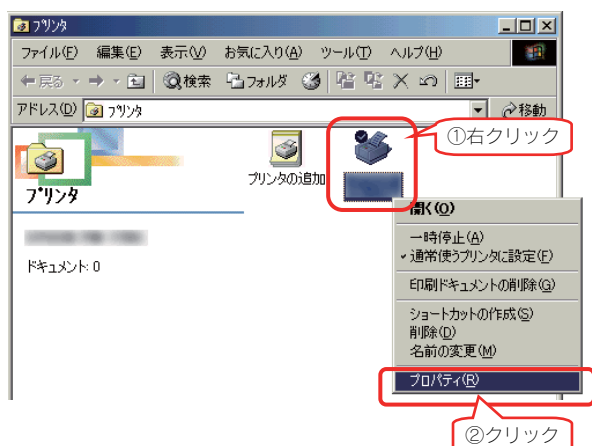 プリンタ
ファイル(F) 編集(E) 表示(V) お気に入り(A) ツール(T) ヘルプ(H)
戻る 検索 フォルダ
アドレス(D) プリンタ 移動
①右クリック
プリンタ
プリンタの追加
ドキュメント: 0
開く(O)
一時停止(A)
通常使うプリンタに設定(F)
印刷ドキュメントの削除(G)
ショートカットの作成(S)
削除(D)
名前の変更(M)
プロパティ(R)
②クリック